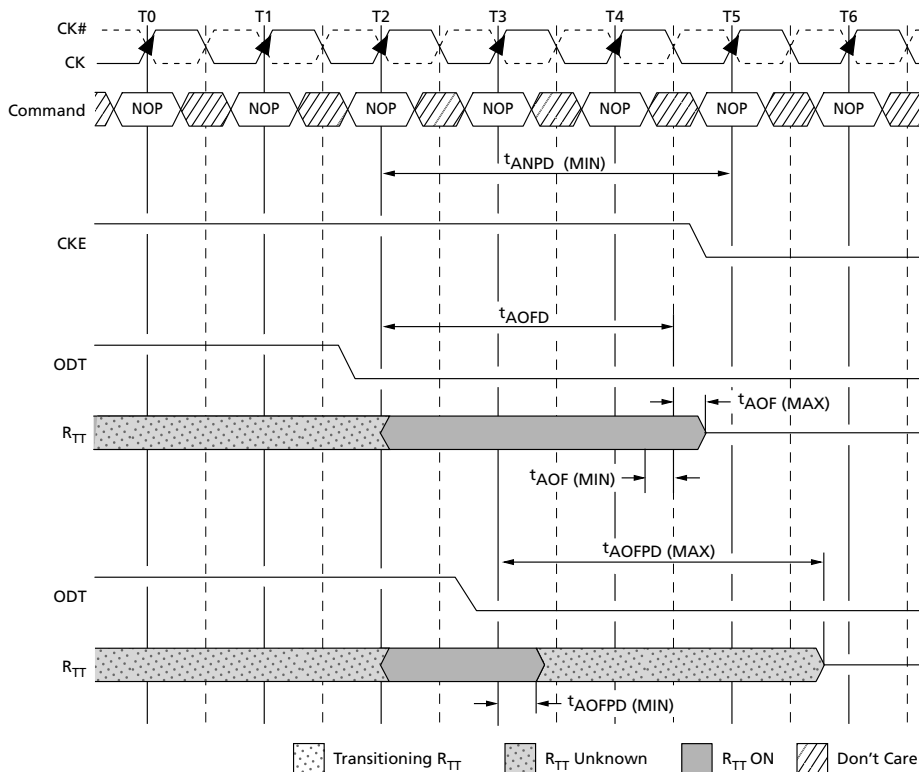 T0 T1 T2 T3 T4 T5 T6
CK#
CK
Command NOP NOP NOP NOP NOP NOP NOP
tANPD (MIN)
CKE
tAOFD
ODT
tAOF (MAX)
RTT
tAOF (MIN)
tAOFPD (MAX)
ODT
RTT
tAOFPD (MIN)
Transitioning RTT RTT Unknown RTT ON Don't Care